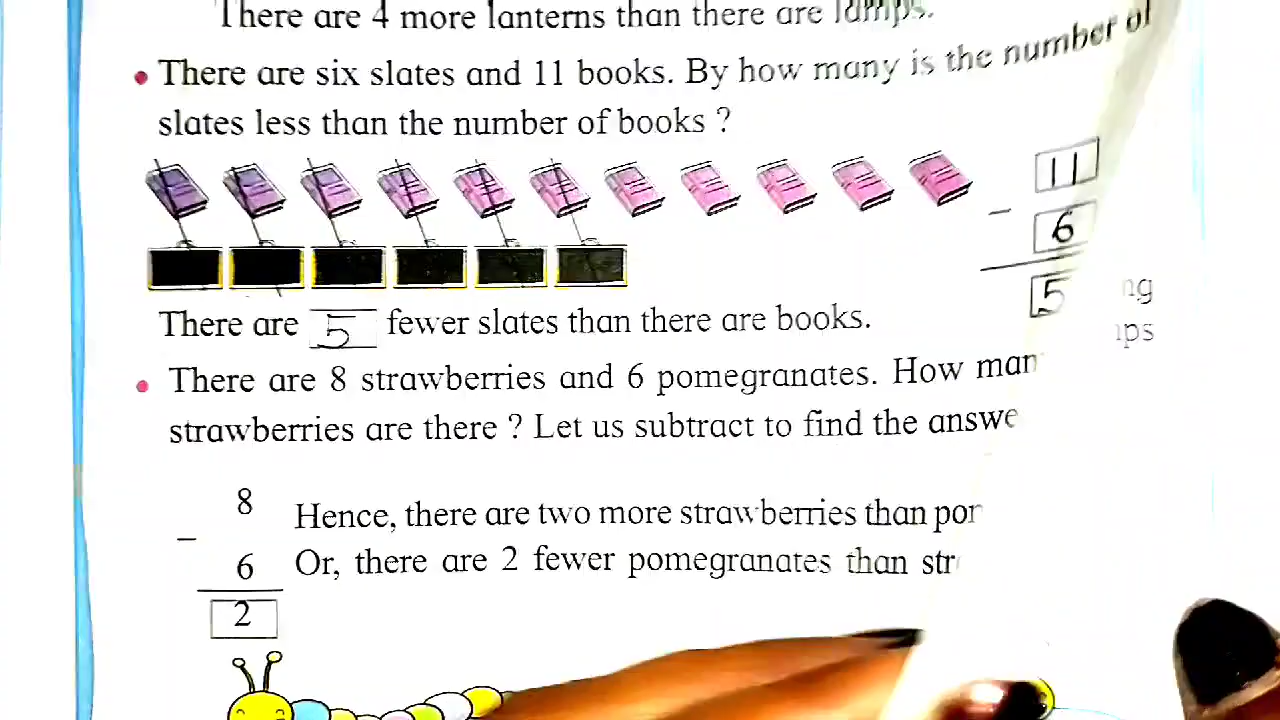 There are 4 more lanterns than there are lamps.
• There are six slates and 11 books. By how many is the number of
slates less than the number of books ?
11
− 6
5
There are 5 fewer slates than there are books.
• There are 8 strawberries and 6 pomegranates. How
strawberries are there ? Let us subtract to find the
8
− 6
2
Hence, there are two more strawberries than
Or, there are 2 fewer pomegranates than